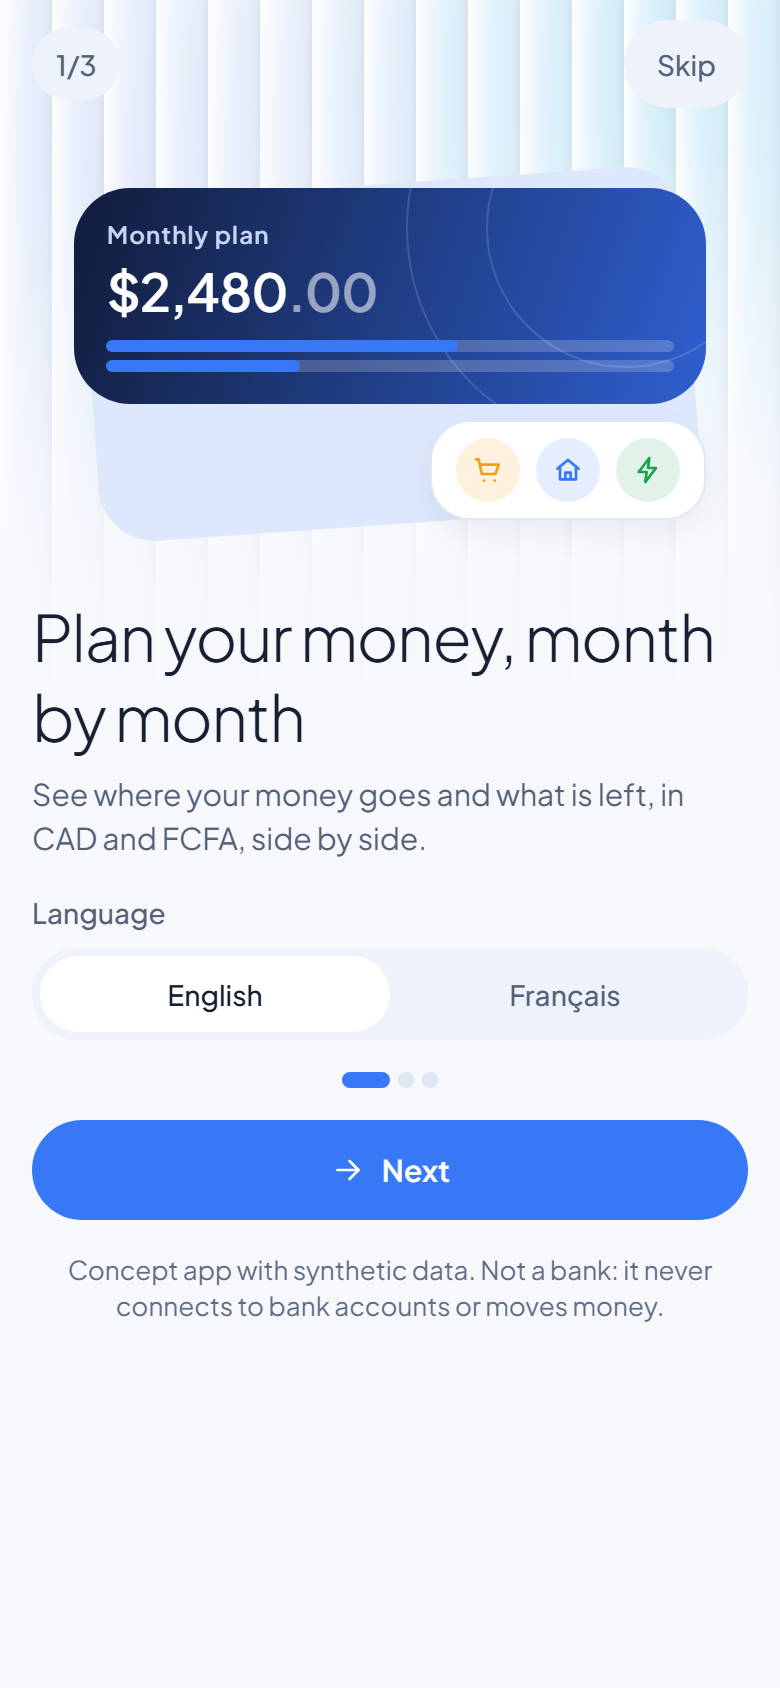 1/3
Skip
Monthly plan
$2,480.00
Plan your money, month
by month
See where your money goes and what is left, in
CAD and FCFA, side by side.
Language
English
Français
Next
Concept app with synthetic data. Not a bank: it never
connects to bank accounts or moves money.